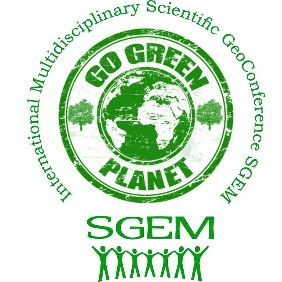 International Multidisciplinary Scientific GeoConference SGEM
GO GREEN
PLANET
SGEM